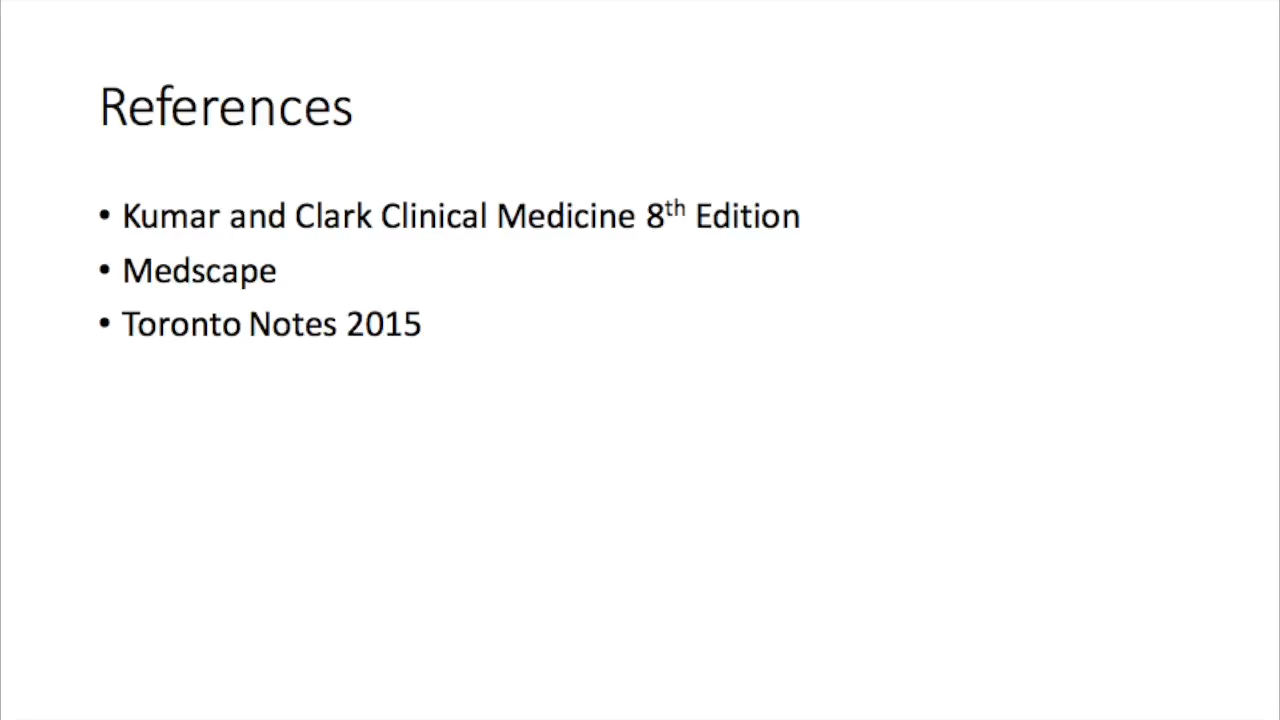 References
• Kumar and Clark Clinical Medicine 8th Edition
• Medscape
• Toronto Notes 2015